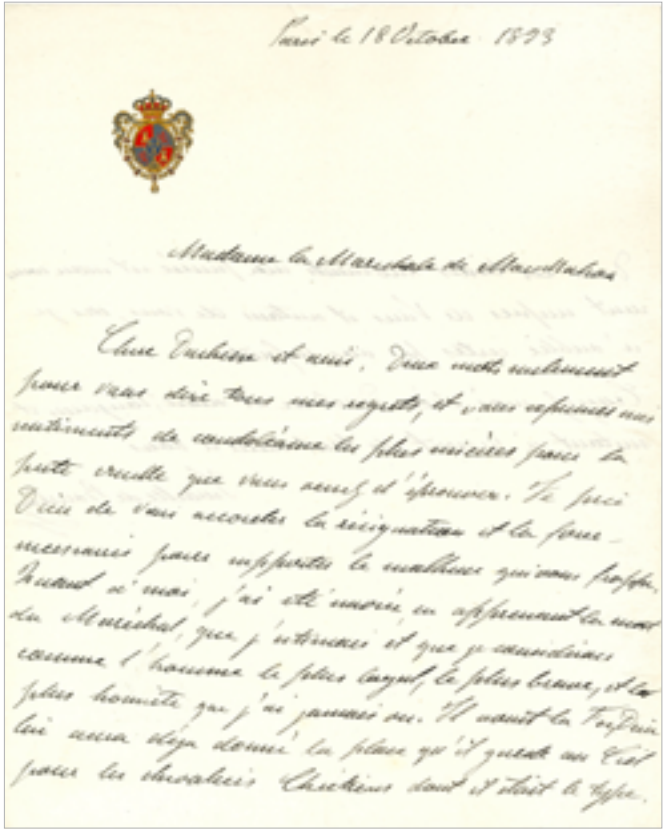 Paris le 18 Octobre 1893
Madame la Maréchale de Mac Mahon
Chère Duchesse et amie. Deux mots seulement
pour vous dire tous mes regrets, et vous exprimer mes
sentiments de condoléance les plus sincères pour la
perte cruelle que vous venez d'éprouver. Je prie
Dieu de vous accorder la résignation et la force
nécessaires pour supporter le malheur qui vous frappe.
Quant à moi, j'ai été navrée en apprenant la mort
du Maréchal, que j'estimais et que je considérais
comme l'homme le plus loyal, le plus brave, et le
plus honnête que j'ai jamais vu. Il avait la Foi, Dieu
lui aura déjà donné la place qu'il garde au Ciel
pour les chevaliers Chrétiens dont il était le type.